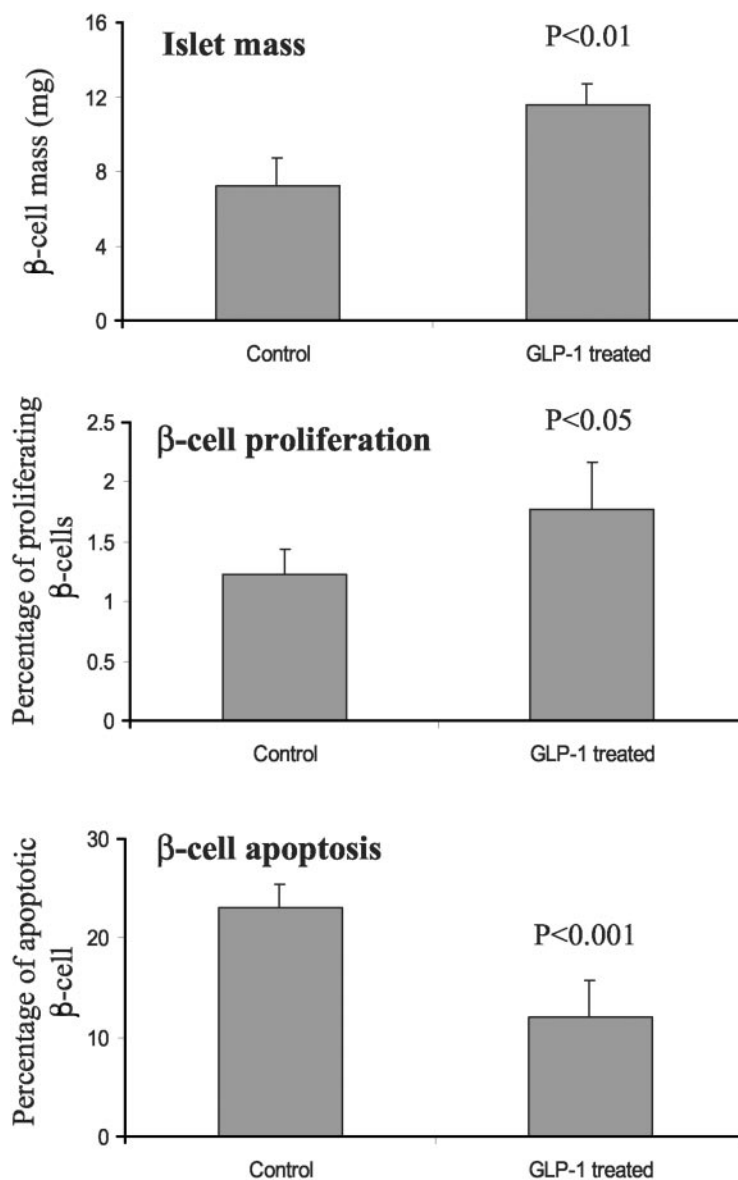 Islet mass
P<0.01
β-cell mass (mg)
16
12
8
4
0
Control
GLP-1 treated
β-cell proliferation
P<0.05
Percentage of proliferating
β-cells
2.5
2
1.5
1
0.5
0
Control
GLP-1 treated
β-cell apoptosis
P<0.001
Percentage of apoptotic
β-cell
30
20
10
0
Control
GLP-1 treated